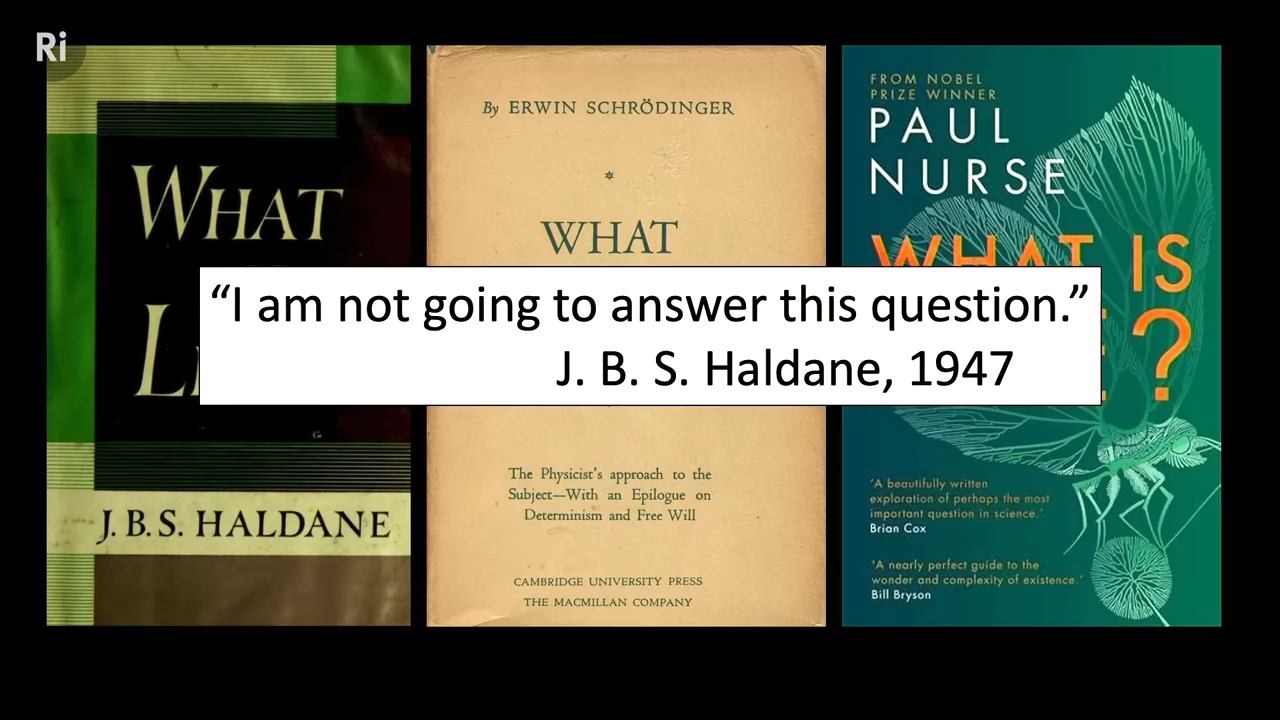 Ri
WHAT
J. B. S. HALDANE
By ERWIN SCHRÖDINGER
WHAT
“I am not going to answer this question.”
J. B. S. Haldane, 1947
The Physicist's approach to the
Subject—With an Epilogue on
Determinism and Free Will
CAMBRIDGE UNIVERSITY PRESS
THE MACMILLAN COMPANY
FROM NOBEL
PRIZE WINNER
PAUL
NURSE
WHAT IS
?
‘A beautifully written
exploration of perhaps the most
important question in science.’
Brian Cox
‘A nearly perfect guide to the
wonder and complexity of existence.’
Bill Bryson